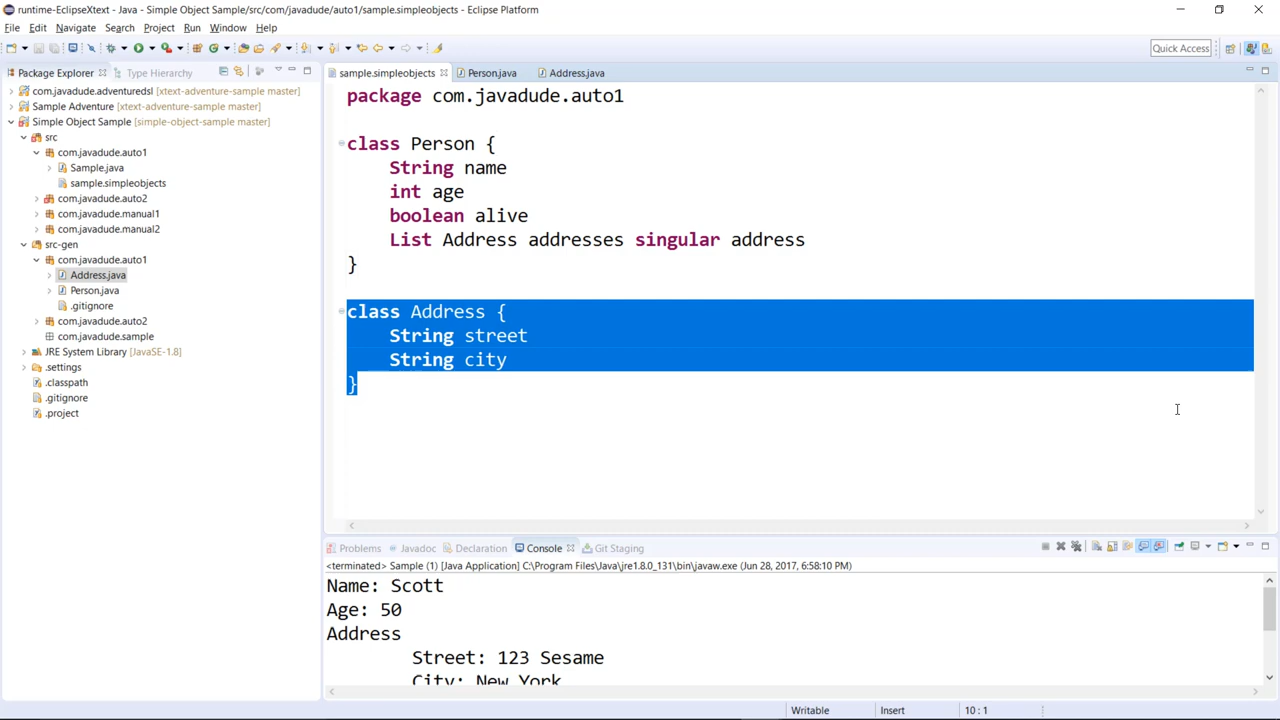 runtime-EclipseXtext - Java - Simple Object Sample/src/com/javadude/auto1/sample.simpleobjects - Eclipse Platform
File Edit Navigate Search Project Run Window Help
Quick Access
Package Explorer
Type Hierarchy
com.javadude.adventuredsl [xtext-adventure-sample master]
Sample Adventure [xtext-adventure-sample master]
Simple Object Sample [simple-object-sample master]
src
com.javadude.auto1
Sample.java
sample.simpleobjects
com.javadude.auto2
com.javadude.manual1
com.javadude.manual2
src-gen
com.javadude.auto1
Address.java
Person.java
.gitignore
com.javadude.auto2
com.javadude.sample
JRE System Library [JavaSE-1.8]
.settings
.classpath
.gitignore
.project
sample.simpleobjects Person.java Address.java
package com.javadude.auto1
class Person {
String name
int age
boolean alive
List Address addresses singular address
}
class Address {
String street
String city
}
Problems Javadoc Declaration Console Git Staging
<terminated> Sample (1) [Java Application] C:\Program Files\Java\jre1.8.0_131\bin\javaw.exe (Jun 28, 2017, 6:58:10 PM)
Name: Scott
Age: 50
Address
Street: 123 Sesame
City: New York
Writable Insert 10 : 1